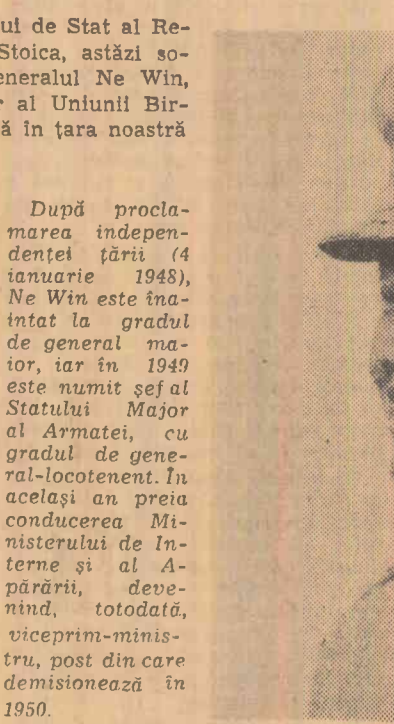 ui de Stat al Re-
Stoica, astăzi so-
eneralul Ne Win,
r al Uniunii Bir-
ă în țara noastră
După procla-
marea indepen-
denței țării (4
ianuarie 1948),
Ne Win este îna-
intat la gradul
de general ma-
ior, iar în 1949
este numit șef al
Statului Major
al Armatei, cu
gradul de gene-
ral-locotenent. În
același an preia
conducerea Mi-
nisterului de In-
terne și al A-
părării, deve-
nind, totodată,
viceprim-minis-
tru, post din care
demisionează în
1950.